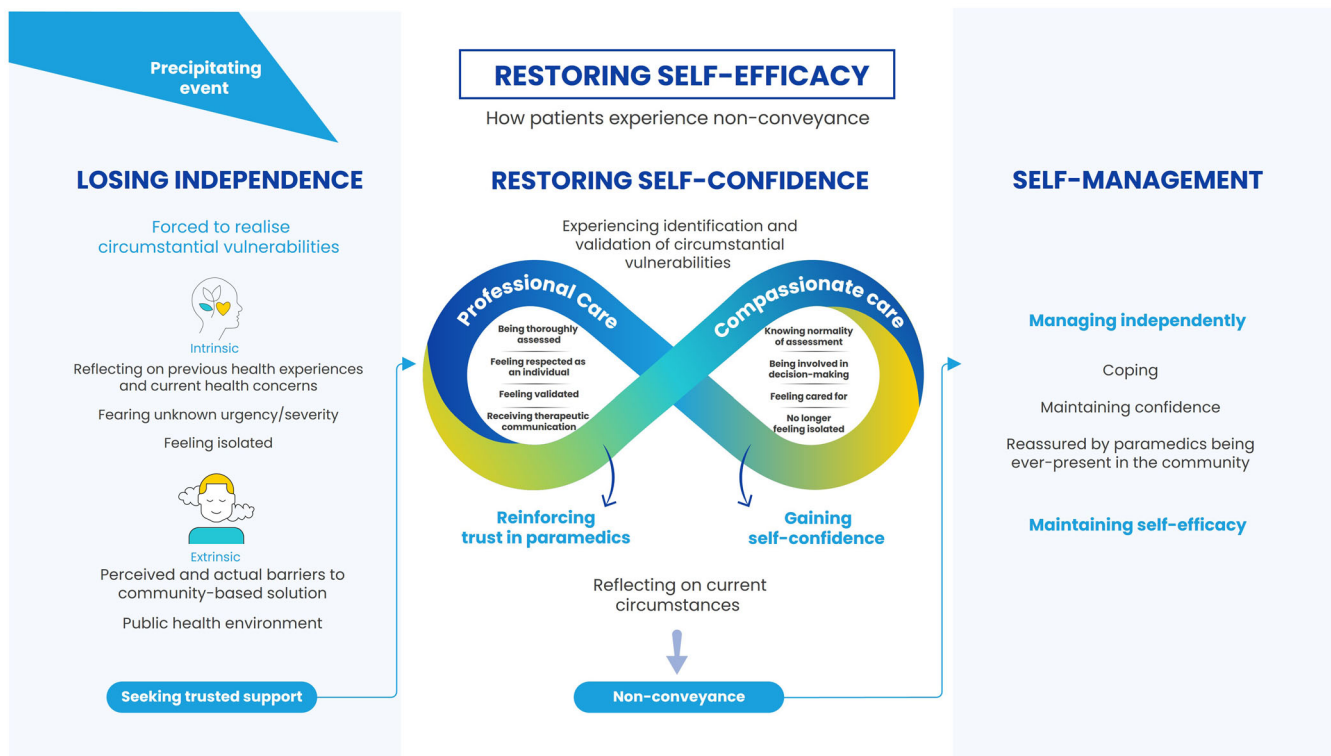 Precipitating
event
LOSING INDEPENDENCE
Forced to realise
circumstantial vulnerabilities
Intrinsic
Reflecting on previous health experiences
and current health concerns
Fearing unknown urgency/severity
Feeling isolated
Extrinsic
Perceived and actual barriers to
community-based solution
Public health environment
Seeking trusted support
RESTORING SELF-EFFICACY
How patients experience non-conveyance
RESTORING SELF-CONFIDENCE
Experiencing identification and
validation of circumstantial
vulnerabilities
Professional Care
Being thoroughly
assessed
Feeling respected as
an individual
Feeling validated
Receiving therapeutic
communication
Compassionate care
Knowing normality
of assessment
Being involved in
decision-making
Feeling cared for
No longer
feeling isolated
Reinforcing
trust in paramedics
Gaining
self-confidence
Reflecting on current
circumstances
Non-conveyance
SELF-MANAGEMENT
Managing independently
Coping
Maintaining confidence
Reassured by paramedics being
ever-present in the community
Maintaining self-efficacy